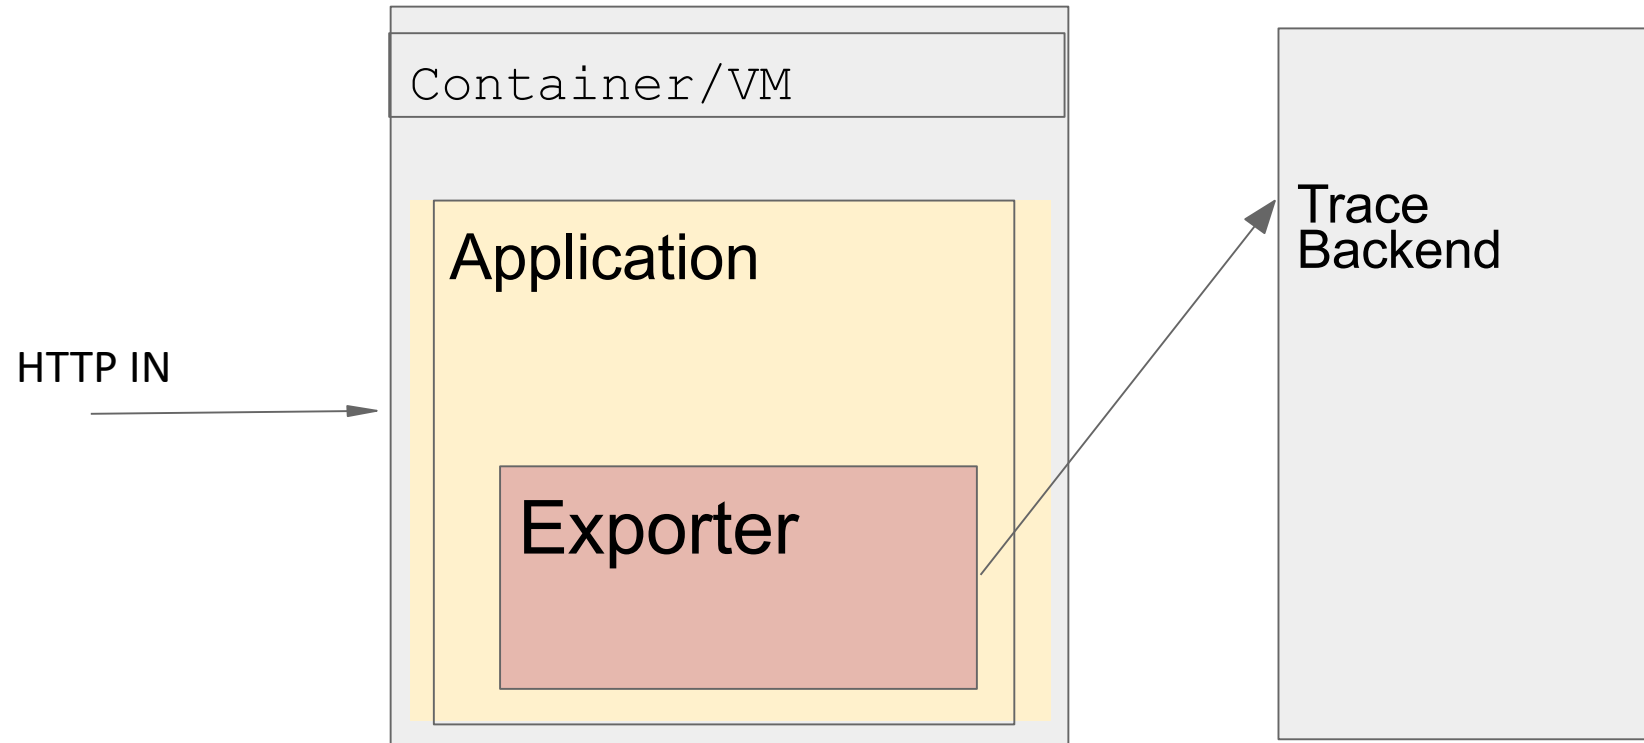 Container/VM
Trace
Backend
Application
HTTP IN
Exporter